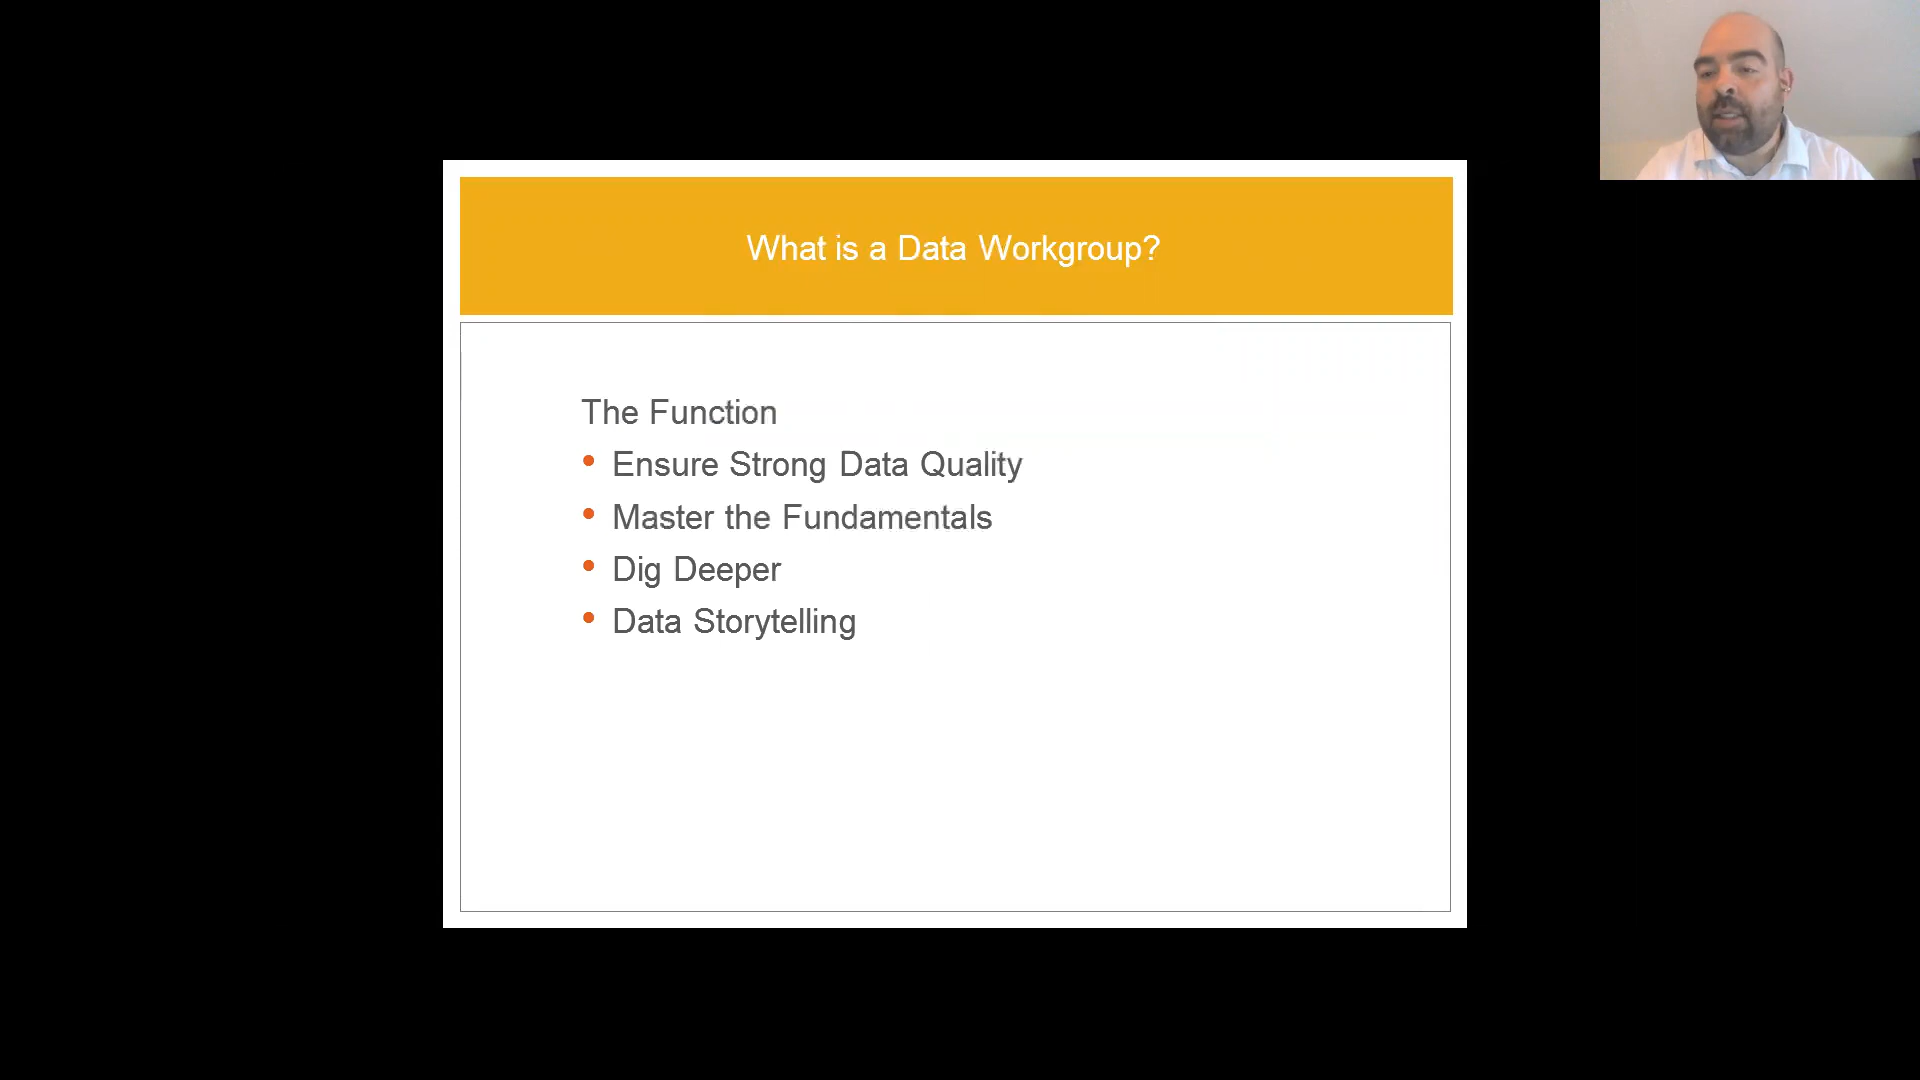 What is a Data Workgroup?
The Function
• Ensure Strong Data Quality
• Master the Fundamentals
• Dig Deeper
• Data Storytelling